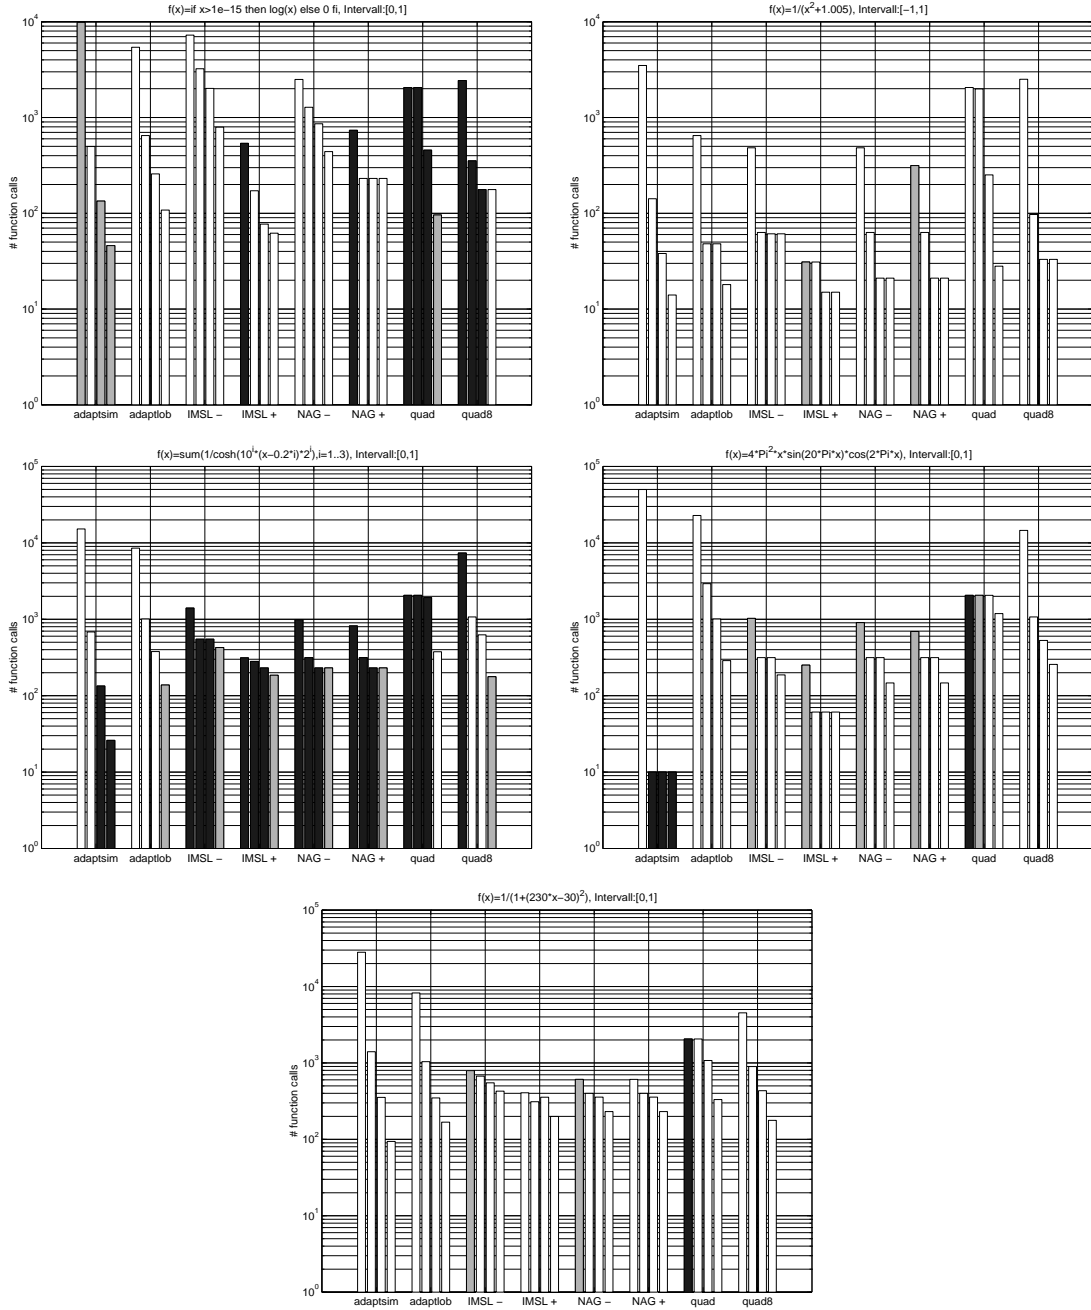 f(x)=if x>1e−15 then log(x) else 0 fi, Intervall:[0,1]
10^4
10^3
10^2
10^1
10^0
# function calls
adaptsim adaptlob IMSL − IMSL + NAG − NAG + quad quad8
f(x)=1/(x^2+1.005), Intervall:[−1,1]
10^4
10^3
10^2
10^1
10^0
# function calls
adaptsim adaptlob IMSL − IMSL + NAG − NAG + quad quad8
f(x)=sum(1/cosh(10^i*(x−0.2*i)*2^i),i=1..3), Intervall:[0,1]
10^5
10^4
10^3
10^2
10^1
10^0
# function calls
adaptsim adaptlob IMSL − IMSL + NAG − NAG + quad quad8
f(x)=4*Pi^2*x*sin(20*Pi*x)*cos(2*Pi*x), Intervall:[0,1]
10^5
10^4
10^3
10^2
10^1
10^0
# function calls
adaptsim adaptlob IMSL − IMSL + NAG − NAG + quad quad8
f(x)=1/(1+(230*x−30)^2), Intervall:[0,1]
10^5
10^4
10^3
10^2
10^1
10^0
# function calls
adaptsim adaptlob IMSL − IMSL + NAG − NAG + quad quad8